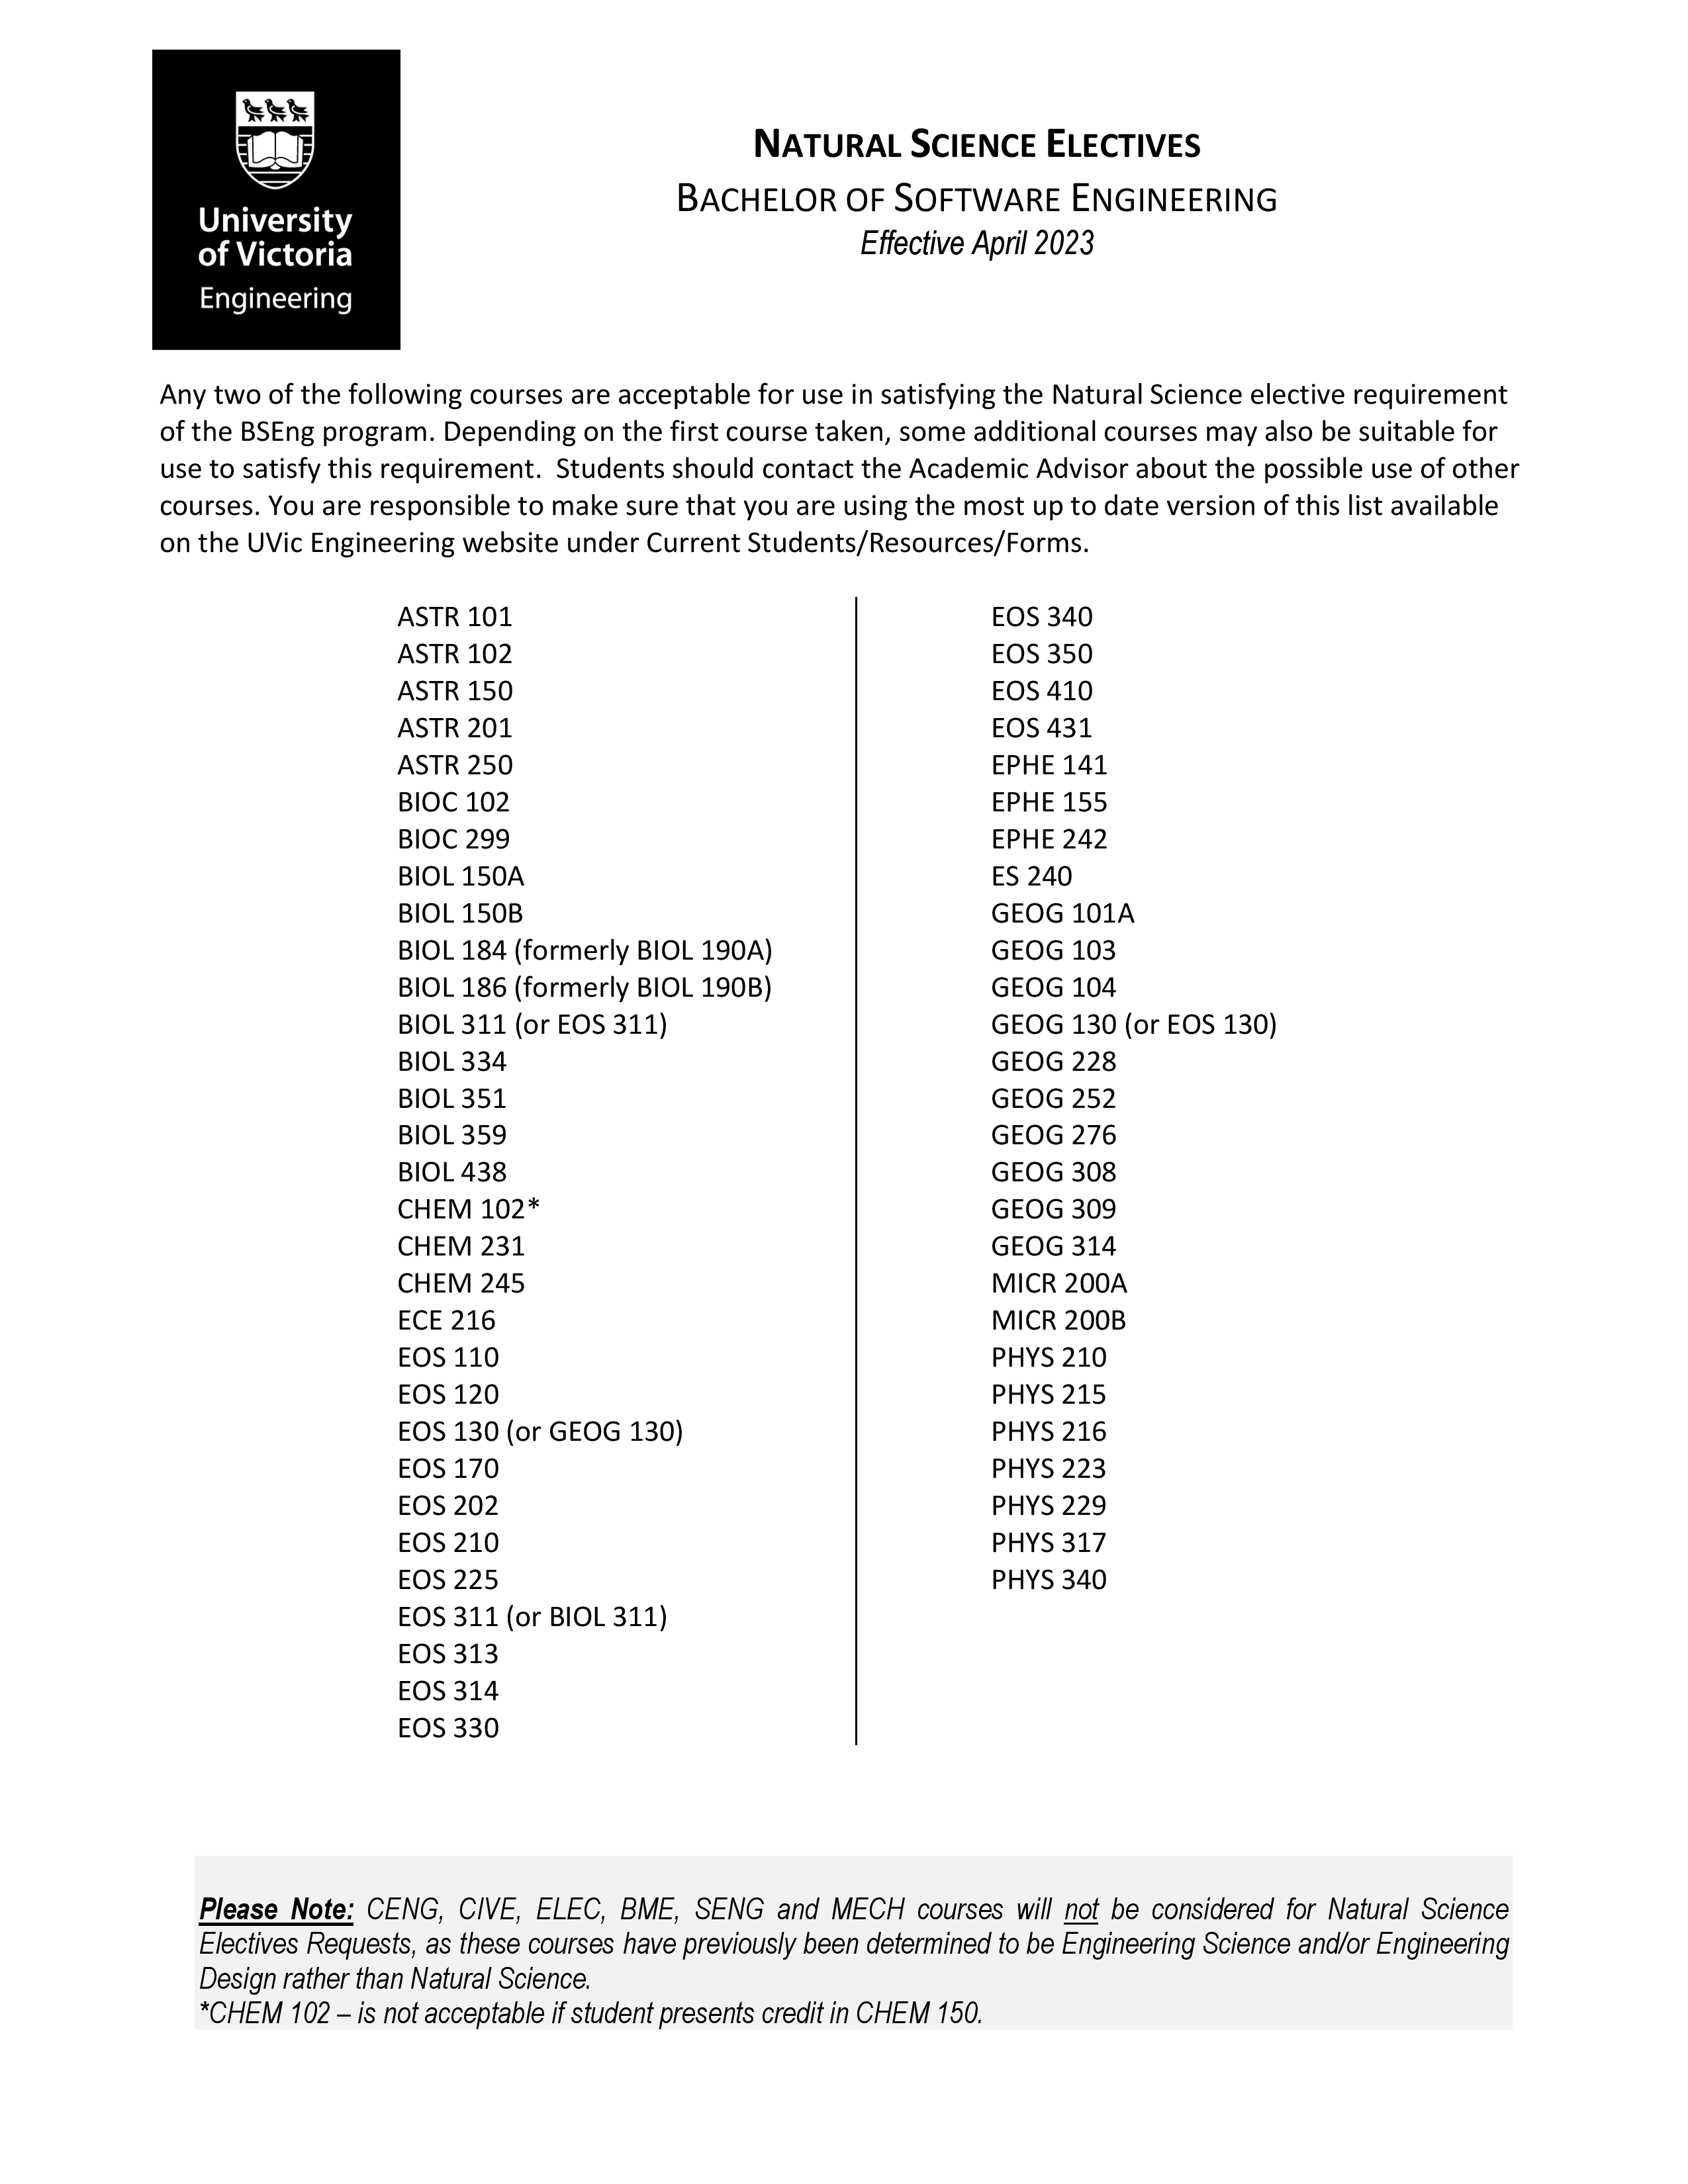 University
of Victoria
Engineering
NATURAL SCIENCE ELECTIVES
BACHELOR OF SOFTWARE ENGINEERING
Effective April 2023
Any two of the following courses are acceptable for use in satisfying the Natural Science elective requirement
of the BSEng program. Depending on the first course taken, some additional courses may also be suitable for
use to satisfy this requirement.  Students should contact the Academic Advisor about the possible use of other
courses. You are responsible to make sure that you are using the most up to date version of this list available
on the UVic Engineering website under Current Students/Resources/Forms.
ASTR 101
ASTR 102
ASTR 150
ASTR 201
ASTR 250
BIOC 102
BIOC 299
BIOL 150A
BIOL 150B
BIOL 184 (formerly BIOL 190A)
BIOL 186 (formerly BIOL 190B)
BIOL 311 (or EOS 311)
BIOL 334
BIOL 351
BIOL 359
BIOL 438
CHEM 102*
CHEM 231
CHEM 245
ECE 216
EOS 110
EOS 120
EOS 130 (or GEOG 130)
EOS 170
EOS 202
EOS 210
EOS 225
EOS 311 (or BIOL 311)
EOS 313
EOS 314
EOS 330
EOS 340
EOS 350
EOS 410
EOS 431
EPHE 141
EPHE 155
EPHE 242
ES 240
GEOG 101A
GEOG 103
GEOG 104
GEOG 130 (or EOS 130)
GEOG 228
GEOG 252
GEOG 276
GEOG 308
GEOG 309
GEOG 314
MICR 200A
MICR 200B
PHYS 210
PHYS 215
PHYS 216
PHYS 223
PHYS 229
PHYS 317
PHYS 340
Please Note: CENG, CIVE, ELEC, BME, SENG and MECH courses will not be considered for Natural Science
Electives Requests, as these courses have previously been determined to be Engineering Science and/or Engineering
Design rather than Natural Science.
*CHEM 102 – is not acceptable if student presents credit in CHEM 150.